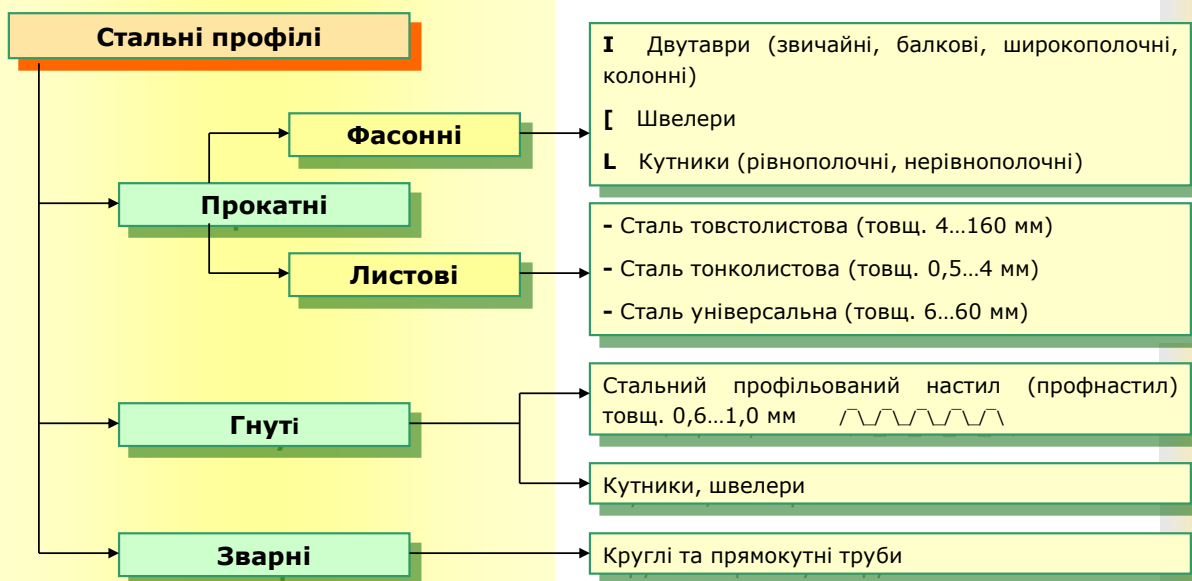 Стальні профілі
I Двутаври (звичайні, балкові, широкополочні,
колонні)
[ Швелери
L Кутники (рівнополочні, нерівнополочні)
Фасонні
Прокатні
Листові
- Сталь товстолистова (товщ. 4…160 мм)
- Сталь тонколистова (товщ. 0,5…4 мм)
- Сталь універсальна (товщ. 6…60 мм)
Гнуті
Стальний профільований настил (профнастил)
товщ. 0,6…1,0 мм /‾\_/‾\_/‾\_/‾\_/‾\
Кутники, швелери
Зварні
Круглі та прямокутні труби